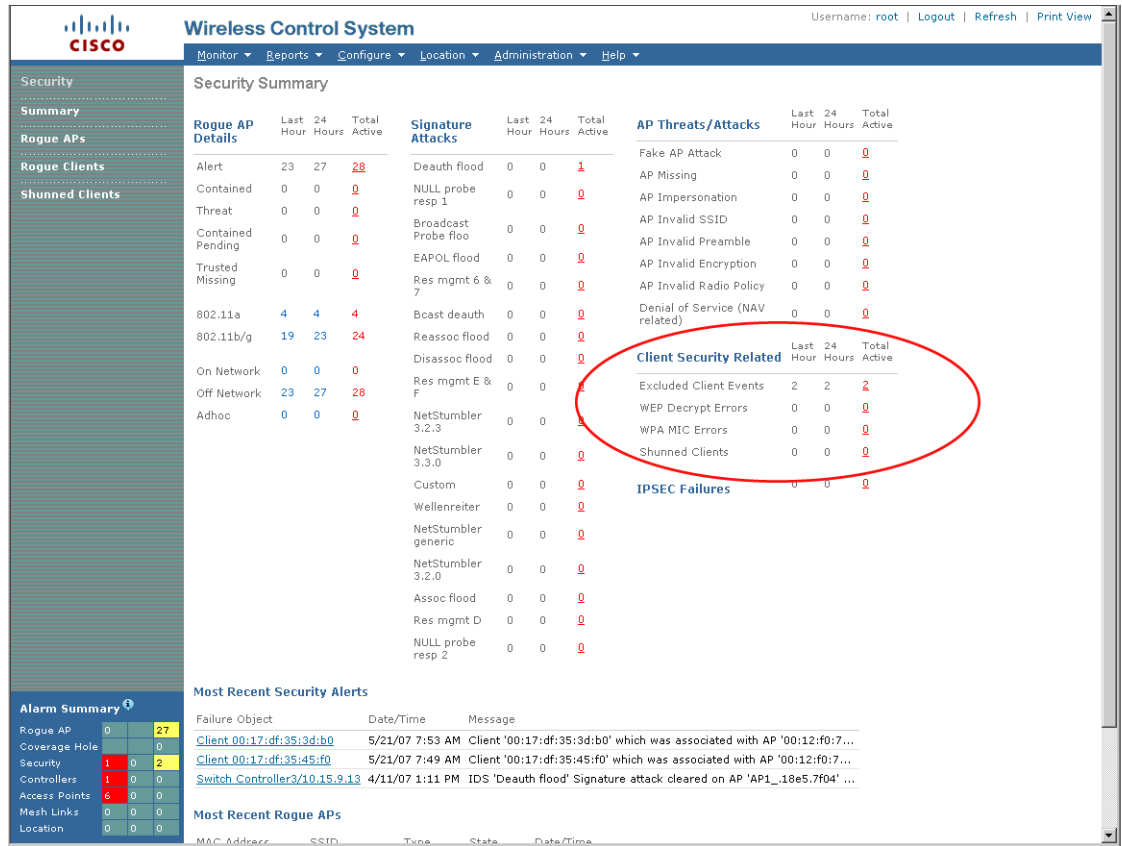 Username: root | Logout | Refresh | Print View
CISCO
Wireless Control System
Monitor Reports Configure Location Administration Help
Security
Summary
Rogue APs
Rogue Clients
Shunned Clients
Security Summary
Rogue AP Details Last Hour 24 Hours Total Active
Alert 23 27 28
Contained 0 0 0
Threat 0 0 0
Contained Pending 0 0 0
Trusted Missing 0 0 0
802.11a 4 4 4
802.11b/g 19 23 24
On Network 0 0 0
Off Network 23 27 28
Adhoc 0 0 0
Signature Attacks Last Hour 24 Hours Total Active
Deauth flood 0 0 1
NULL probe resp 1 0 0 0
Broadcast Probe floo 0 0 0
EAPOL flood 0 0 0
Res mgmt 6 & 7 0 0 0
Bcast deauth 0 0 0
Reassoc flood 0 0 0
Disassoc flood 0 0 0
Res mgmt E & F 0 0 0
NetStumbler 3.2.3 0 0 0
NetStumbler 3.3.0 0 0 0
Custom 0 0 0
Wellenreiter 0 0 0
NetStumbler generic 0 0 0
NetStumbler 3.2.0 0 0 0
Assoc flood 0 0 0
Res mgmt D 0 0 0
NULL probe resp 2 0 0 0
AP Threats/Attacks Last Hour 24 Hours Total Active
Fake AP Attack 0 0 0
AP Missing 0 0 0
AP Impersonation 0 0 0
AP Invalid SSID 0 0 0
AP Invalid Preamble 0 0 0
AP Invalid Encryption 0 0 0
AP Invalid Radio Policy 0 0 0
Denial of Service (NAV related) 0 0 0
Client Security Related Last Hour 24 Hours Total Active
Excluded Client Events 2 2 2
WEP Decrypt Errors 0 0 0
WPA MIC Errors 0 0 0
Shunned Clients 0 0 0
IPSEC Failures 0 0 0
Most Recent Security Alerts
Failure Object Date/Time Message
Client 00:17:df:35:3d:b0 5/21/07 7:53 AM Client '00:17:df:35:3d:b0' which was associated with AP '00:12:f0:7...
Client 00:17:df:35:45:f0 5/21/07 7:49 AM Client '00:17:df:35:45:f0' which was associated with AP '00:12:f0:7...
Switch Controller3/10.15.9.13 4/11/07 1:11 PM IDS 'Deauth flood' Signature attack cleared on AP 'AP1_.18e5.7f04' ...
Most Recent Rogue APs
MAC Address SSID Type State Date/Time
Alarm Summary
Rogue AP 0 27
Coverage Hole 0
Security 1 0 2
Controllers 1 0 0
Access Points 6 0 0
Mesh Links 0 0 0
Location 0 0 0